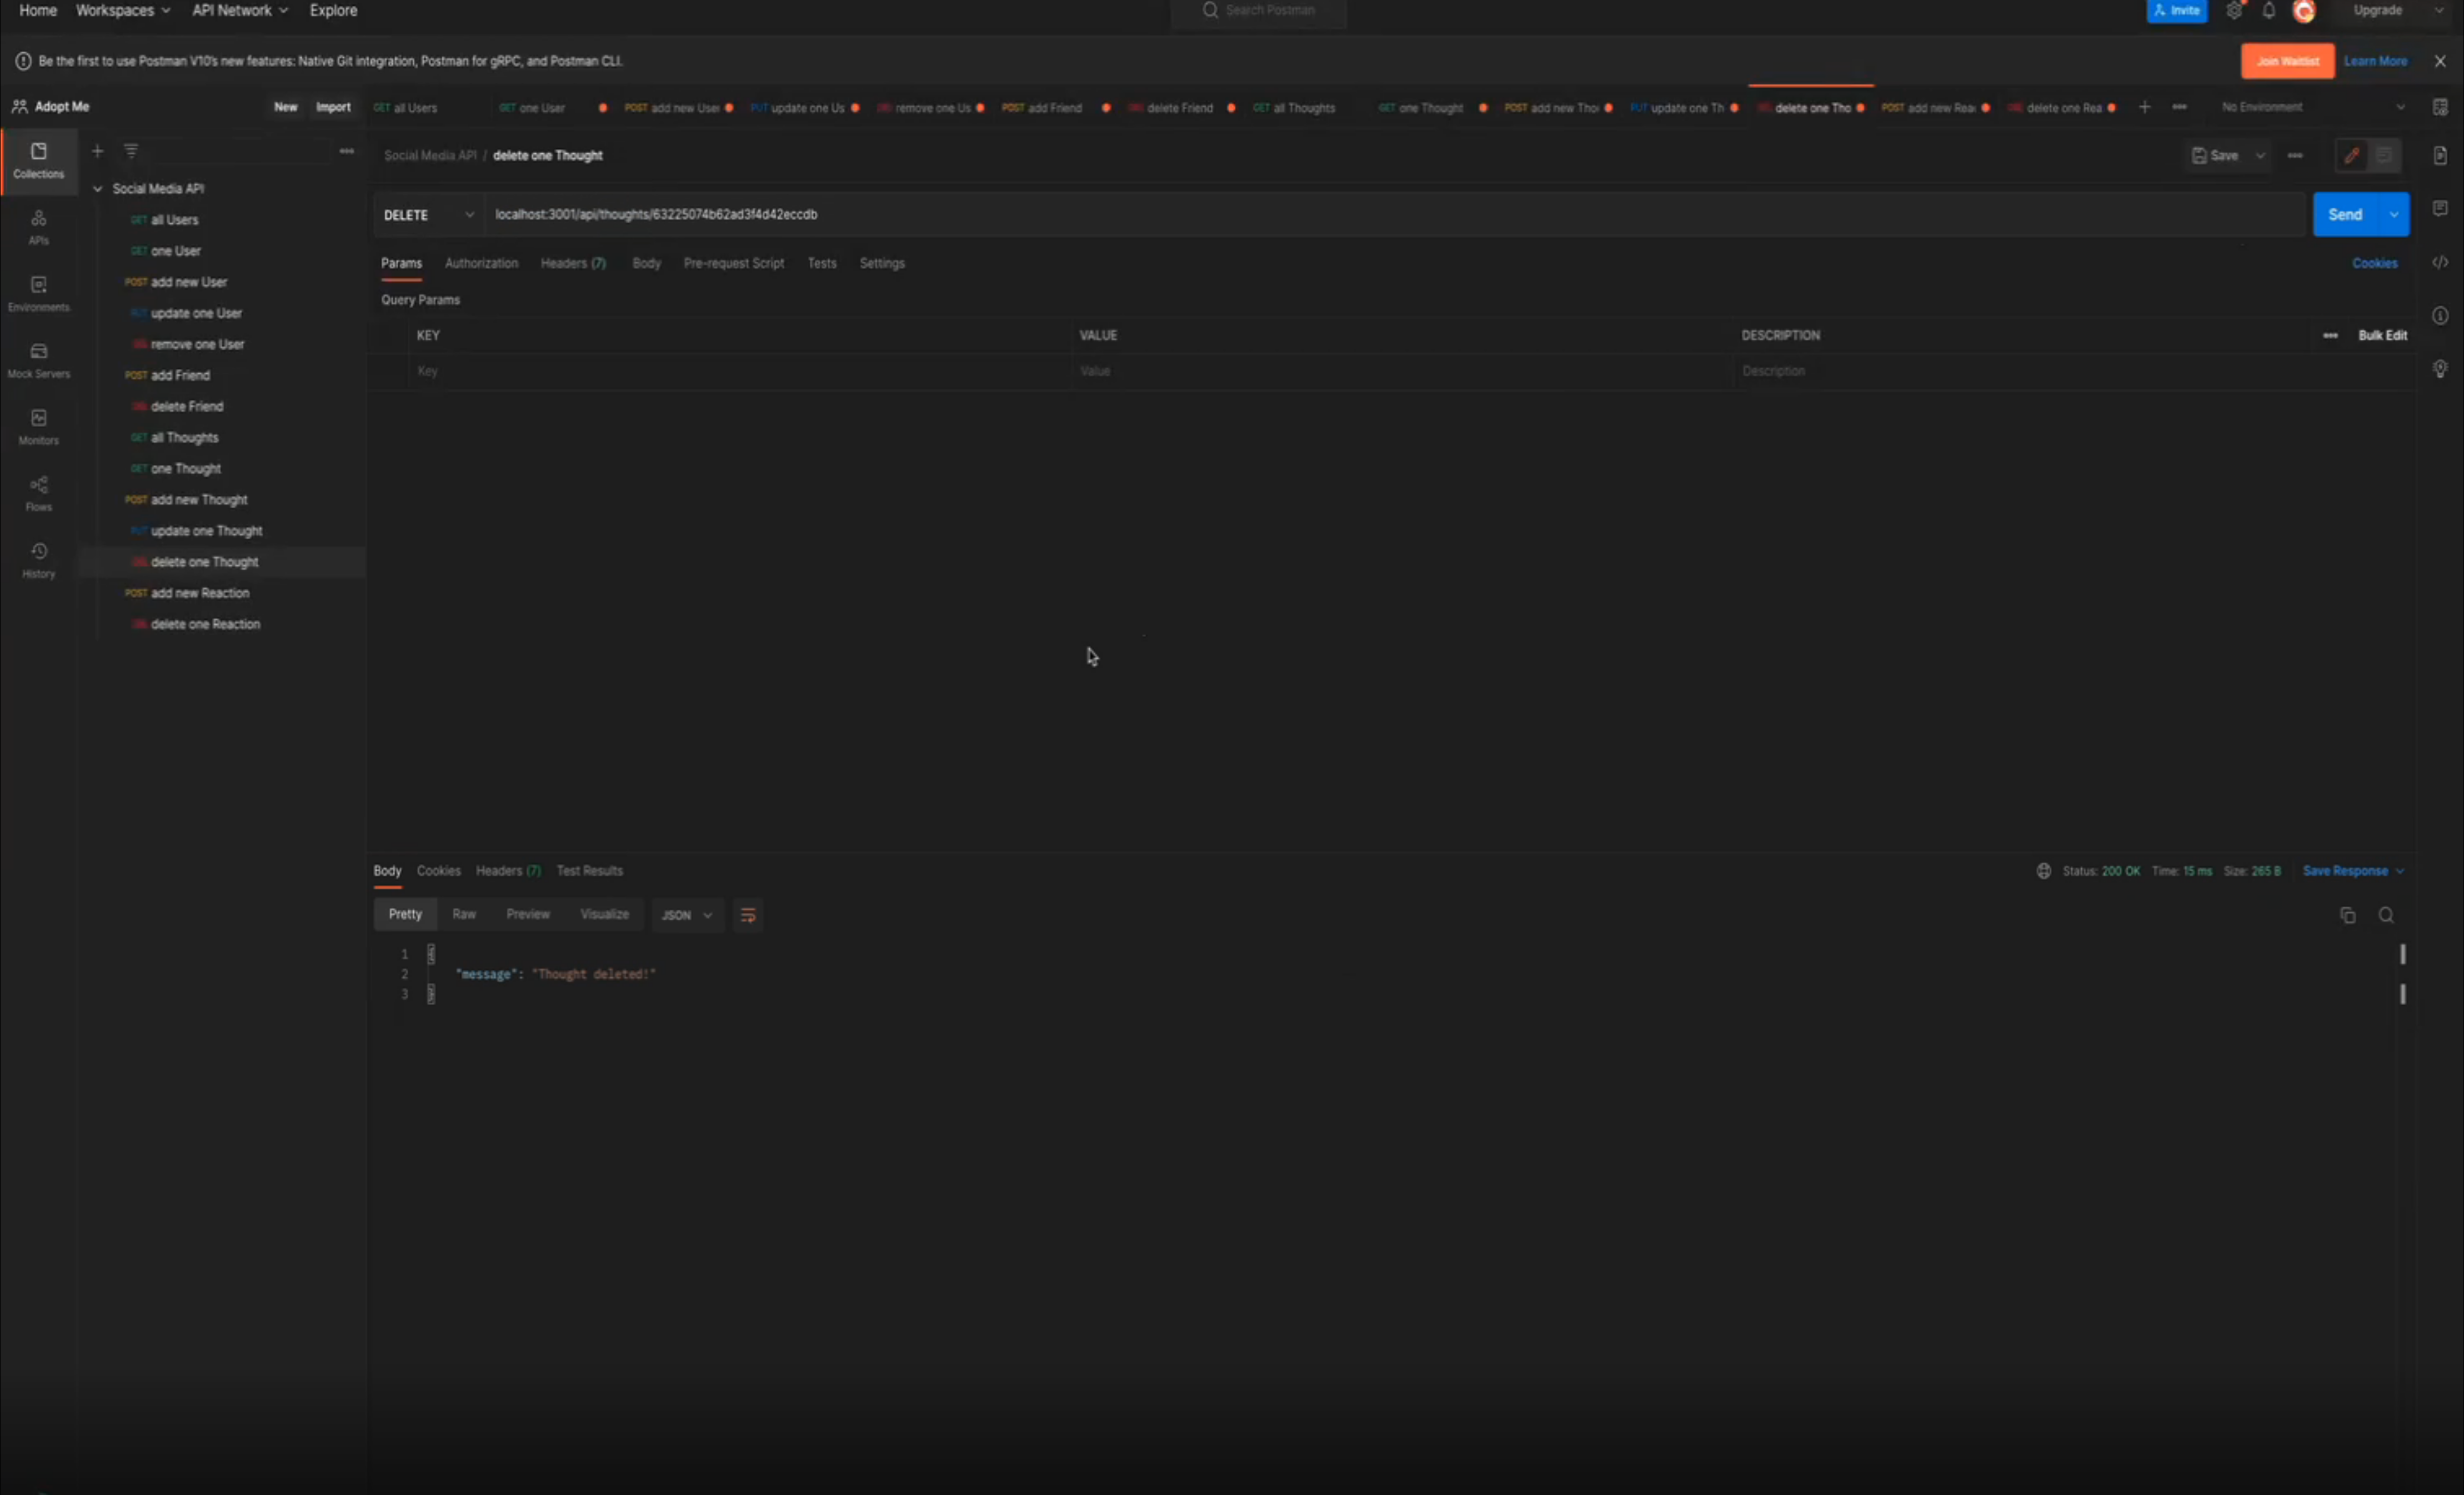 Home Workspaces API Network Explore Search Postman Invite Upgrade
Be the first to use Postman V10's new features: Native Git integration, Postman for gRPC, and Postman CLI. Join Waitlist Learn More
Adopt Me New Import GET all Users GET one User POST add new User PUT update one Us remove one Us POST add Friend delete Friend GET all Thoughts GET one Thought POST add new Thou PUT update one Th delete one Tho POST add new Reac delete one Rea No Environment
Social Media API / delete one Thought Save
DELETE localhost:3001/api/thoughts/63225074b62ad3f4d42eccdb Send
Params Authorization Headers (7) Body Pre-request Script Tests Settings Cookies
Query Params
KEY VALUE DESCRIPTION Bulk Edit
Key Value Description
Collections
APIs
Environments
Mock Servers
Monitors
Flows
History
Social Media API
GET all Users
GET one User
POST add new User
PUT update one User
remove one User
POST add Friend
delete Friend
GET all Thoughts
GET one Thought
POST add new Thought
PUT update one Thought
delete one Thought
POST add new Reaction
delete one Reaction
Body Cookies Headers (7) Test Results Status: 200 OK Time: 15 ms Size: 265 B Save Response
Pretty Raw Preview Visualize JSON
1 {
2 "message": "Thought deleted!"
3 }